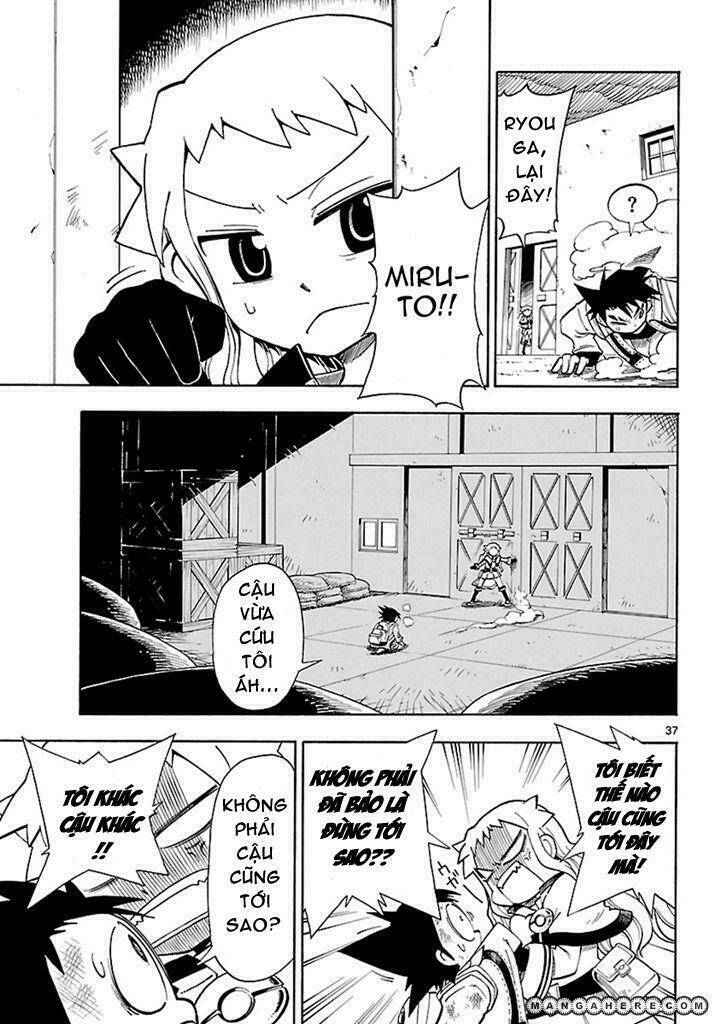 RYOU
GA,
LẠI
ĐÂY!
?
MIRU-
TO!!
CẬU
VỪA
CỨU
TÔI
ÁH...
37
TÔI BIẾT
THẾ NÀO
CẬU CŨNG
TỚI ĐÂY
MÀ!
KHÔNG PHẢI
ĐÃ BẢO LÀ
ĐỪNG TỚI
SAO??
KHÔNG
PHẢI
CẬU
CŨNG
TỚI
SAO?
TÔI KHÁC
CẬU KHÁC
!!
MANGAHERE.COM